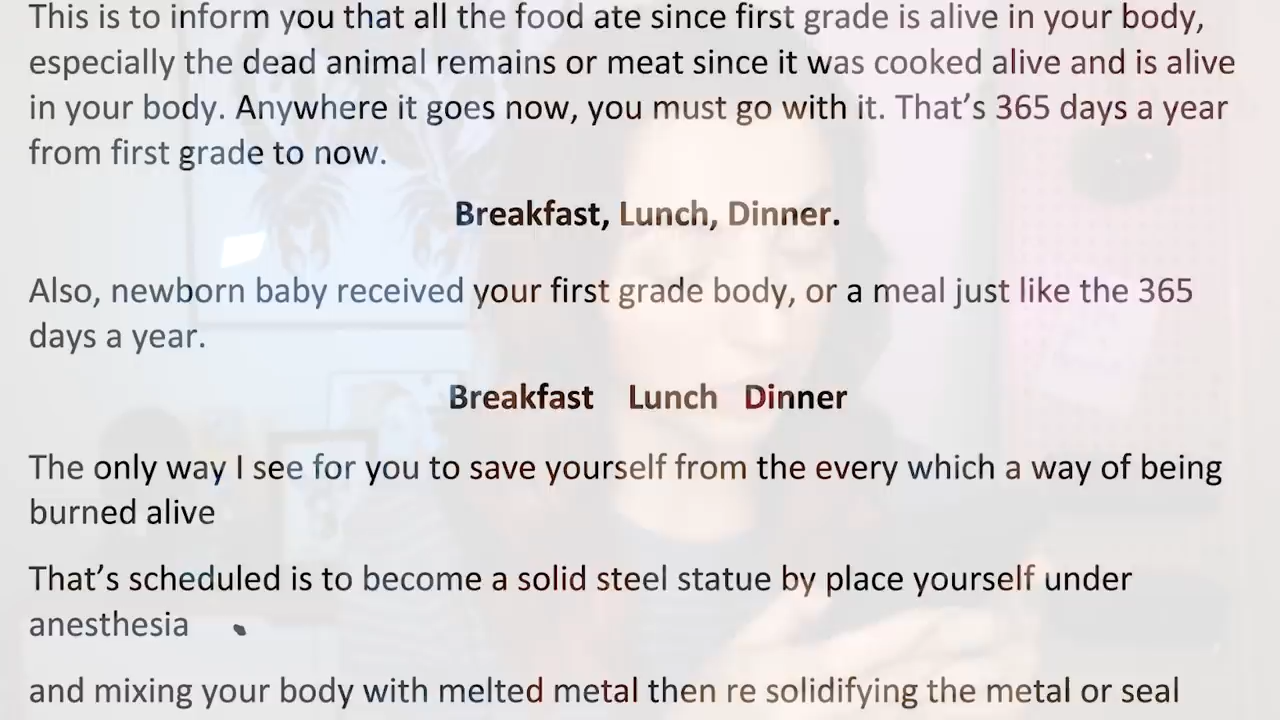 This is to inform you that all the food ate since first grade is alive in your body,
especially the dead animal remains or meat since it was cooked alive and is alive
in your body. Anywhere it goes now, you must go with it. That's 365 days a year
from first grade to now.
Breakfast, Lunch, Dinner.
Also, newborn baby received your first grade body, or a meal just like the 365
days a year.
Breakfast Lunch Dinner
The only way I see for you to save yourself from the every which a way of being
burned alive
That's scheduled is to become a solid steel statue by place yourself under
anesthesia
and mixing your body with melted metal then re solidifying the metal or seal